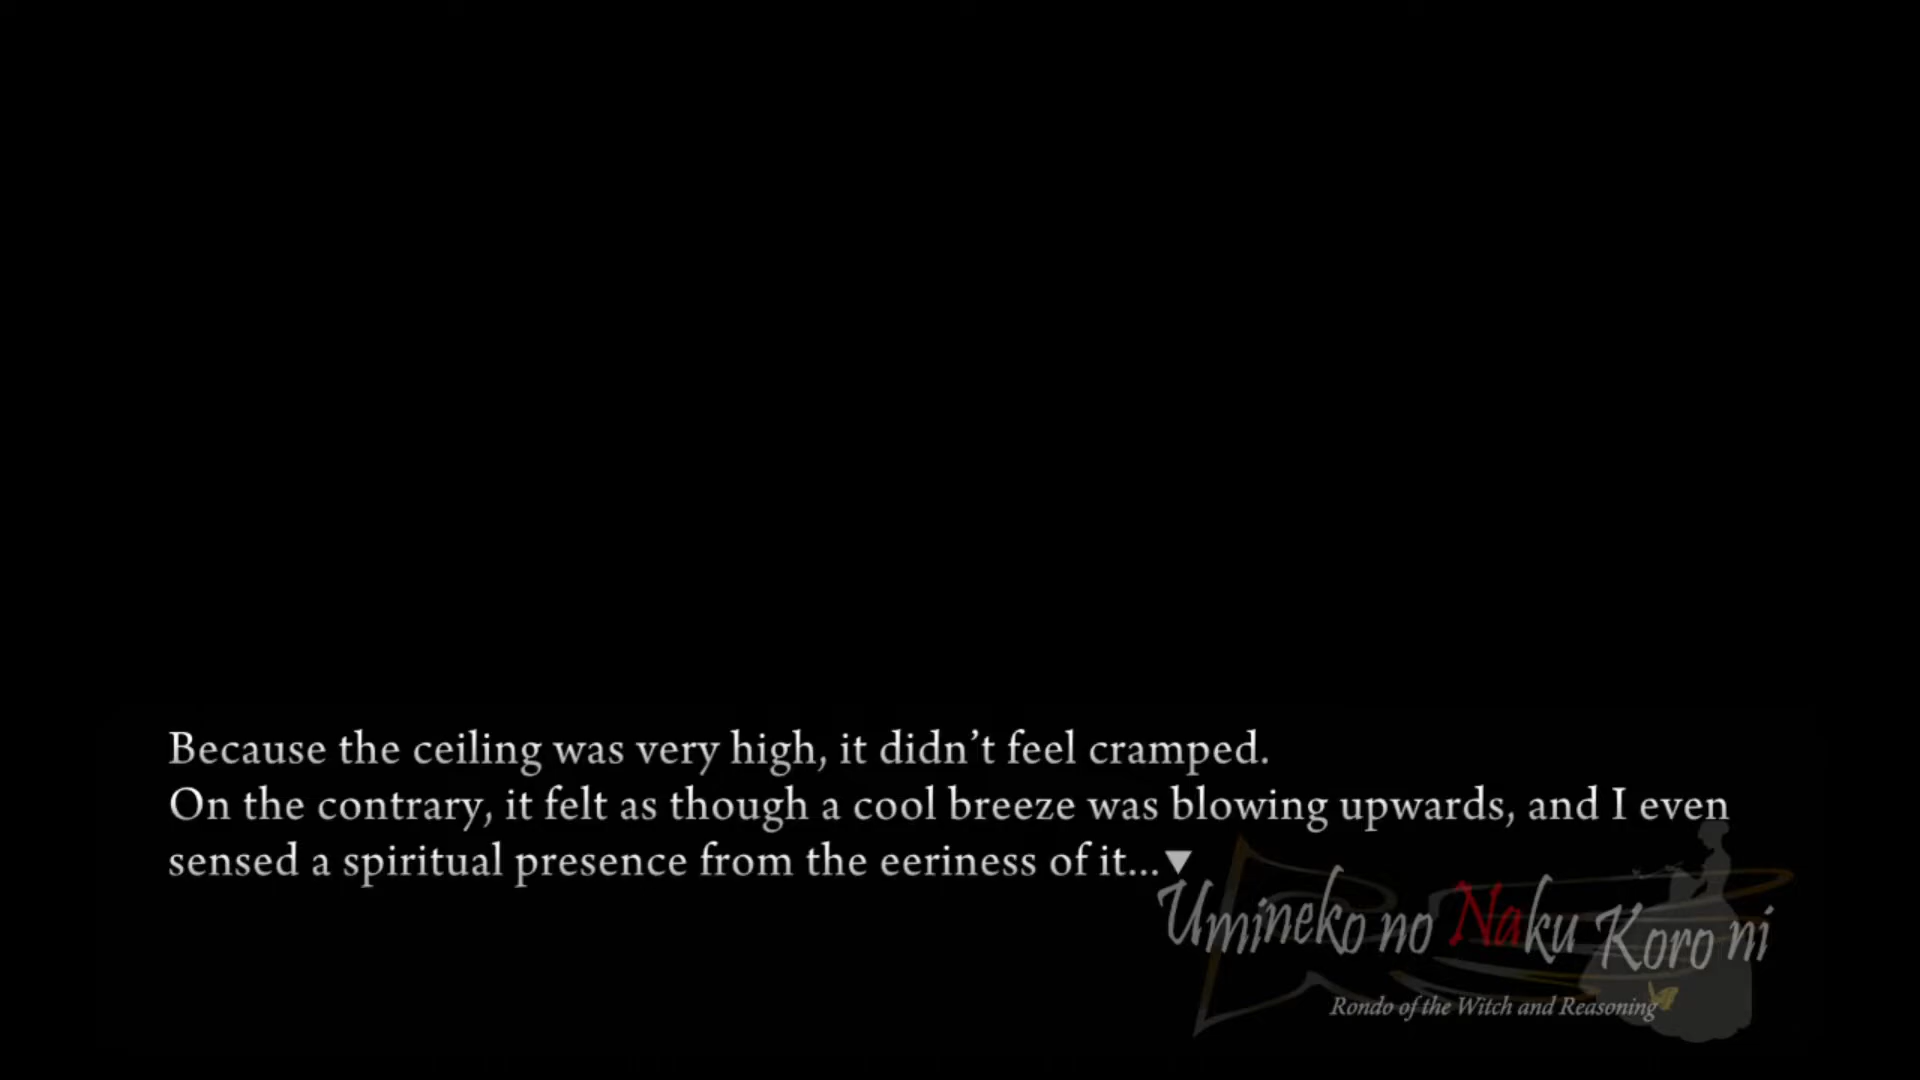 Because the ceiling was very high, it didn’t feel cramped.
On the contrary, it felt as though a cool breeze was blowing upwards, and I even
sensed a spiritual presence from the eeriness of it...▼
Umineko no Naku Koro ni
Rondo of the Witch and Reasoning